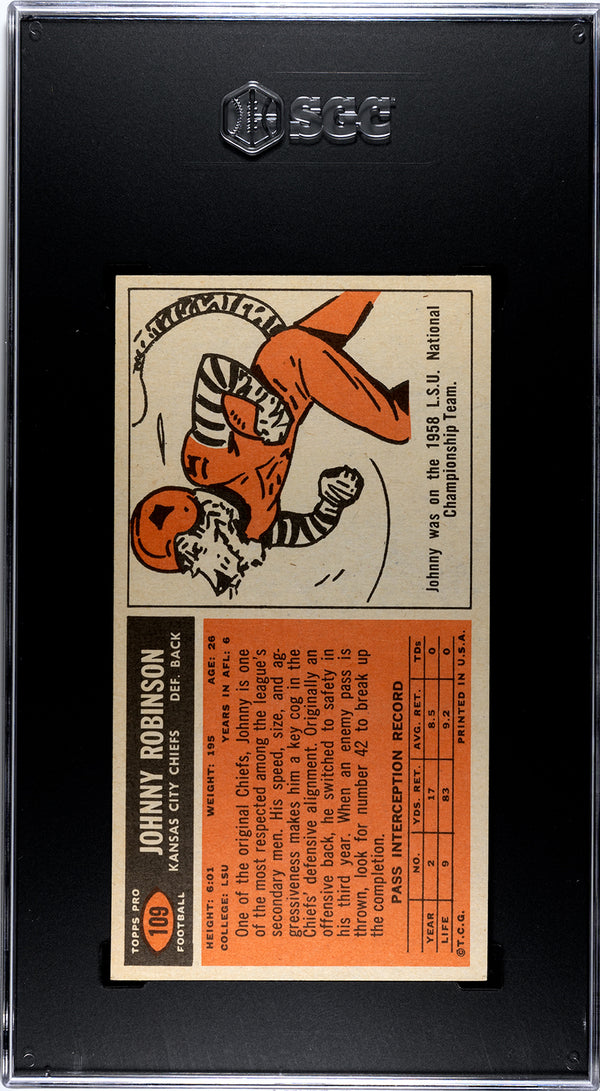 SGC
TOPPS PRO
109
FOOTBALL
JOHNNY ROBINSON
KANSAS CITY CHIEFS DEF. BACK
HEIGHT: 6:01 WEIGHT: 195 AGE: 26
COLLEGE: LSU YEARS IN AFL: 6
One of the original Chiefs, Johnny is one
of the most respected among the league's
secondary men. His speed, size, and ag-
gressiveness makes him a key cog in the
Chiefs' defensive alignment. Originally an
offensive back, he switched to safety in
his third year. When an enemy pass is
thrown, look for number 42 to break up
the completion.
PASS INTERCEPTION RECORD
NO. YDS. RET. AVG. RET. TDS
YEAR 2 17 8.5 0
LIFE 9 83 9.2 0
©T.C.G. PRINTED IN U.S.A.
Johnny was on the 1958 L.S.U. National
Championship Team.